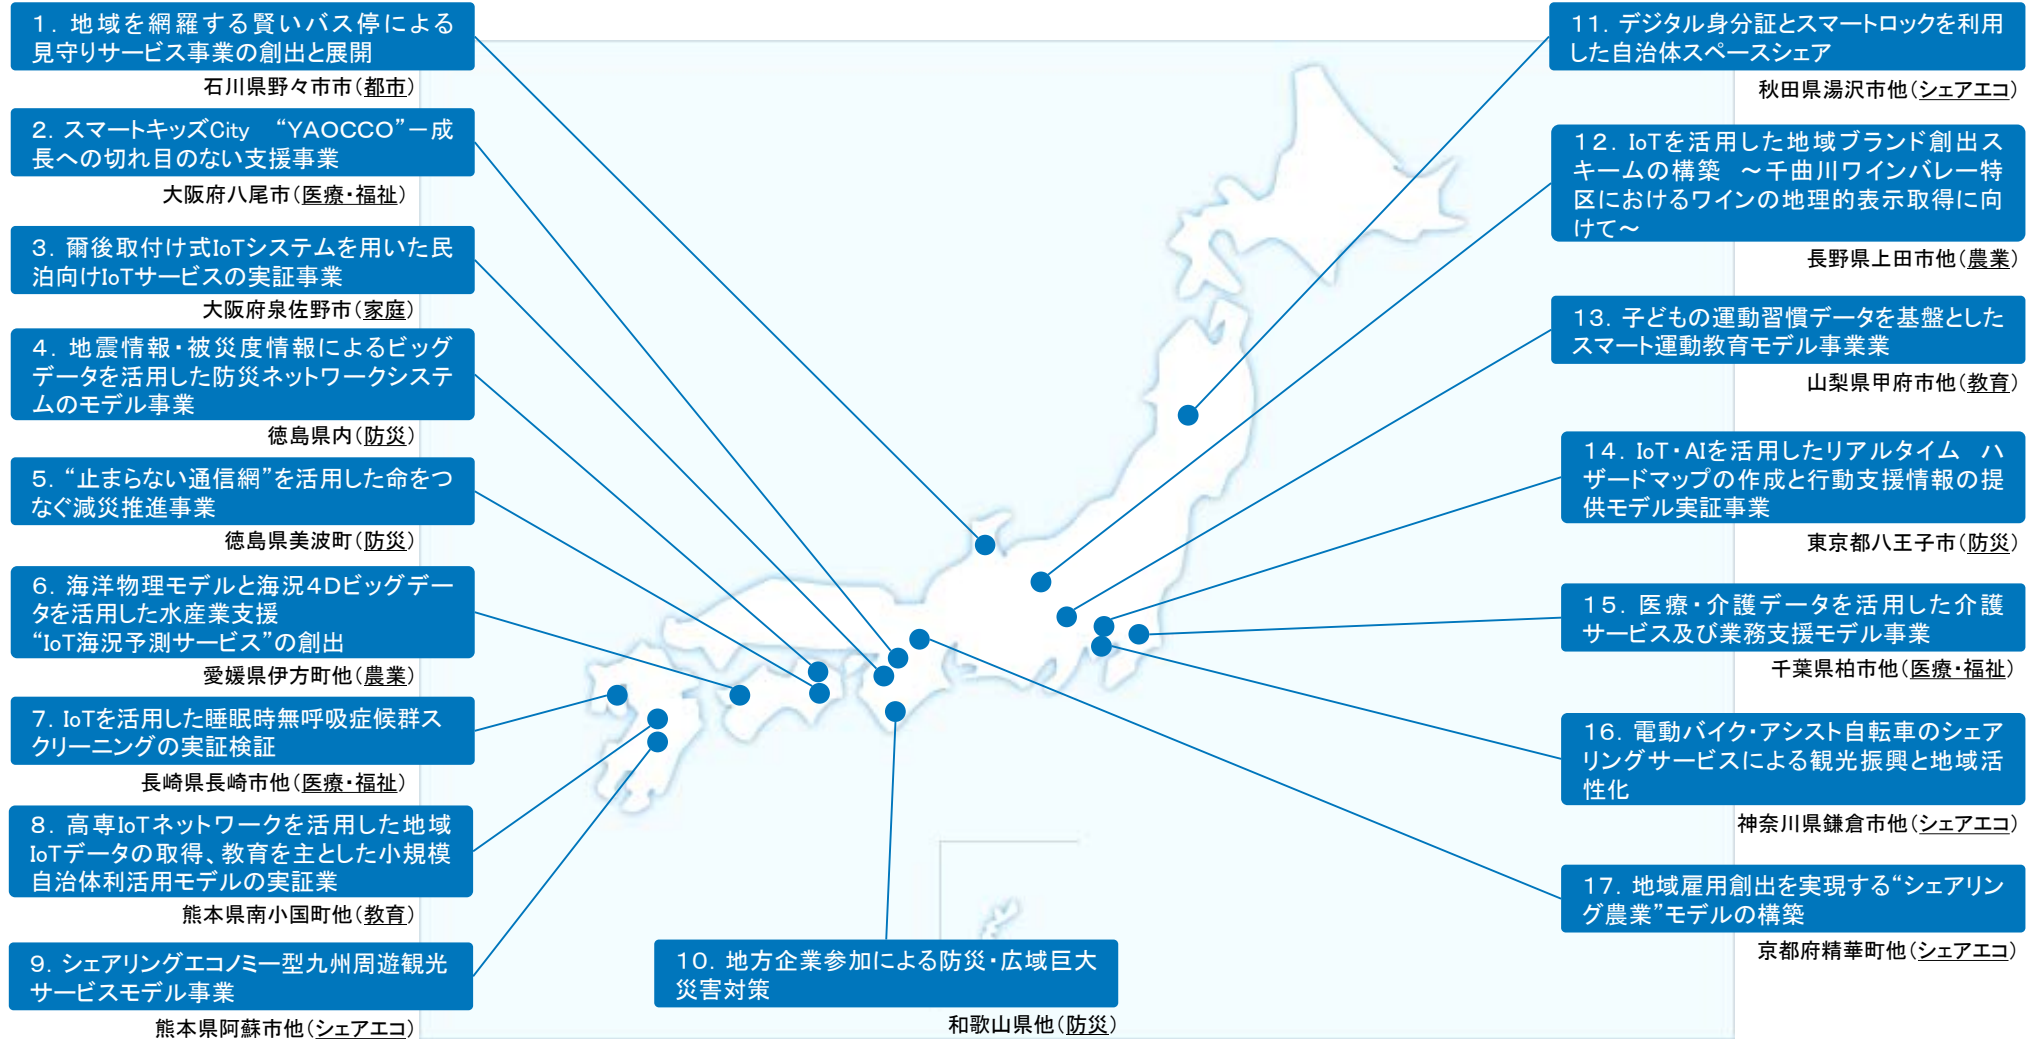 1．地域を網羅する賢いバス停による
見守りサービス事業の創出と展開
石川県野々市市（都市）
2．スマートキッズCity　“YAOCCO”－成
長への切れ目のない支援事業
大阪府八尾市（医療・福祉）
3．爾後取付け式IoTシステムを用いた民
泊向けIoTサービスの実証事業
大阪府泉佐野市（家庭）
4．地震情報・被災度情報によるビッグ
データを活用した防災ネットワークシステ
ムのモデル事業
徳島県内（防災）
5．“止まらない通信網”を活用した命をつ
なぐ減災推進事業
徳島県美波町（防災）
6．海洋物理モデルと海況4Dビッグデー
タを活用した水産業支援
“IoT海況予測サービス”の創出
愛媛県伊方町他（農業）
7．IoTを活用した睡眠時無呼吸症候群ス
クリーニングの実証検証
長崎県長崎市他（医療・福祉）
8．高専IoTネットワークを活用した地域
IoTデータの取得、教育を主とした小規模
自治体利活用モデルの実証業
熊本県南小国町他（教育）
9．シェアリングエコノミー型九州周遊観光
サービスモデル事業
熊本県阿蘇市他（シェアエコ）
10．地方企業参加による防災・広域巨大
災害対策
和歌山県他（防災）
11．デジタル身分証とスマートロックを利用
した自治体スペースシェア
秋田県湯沢市他（シェアエコ）
12．IoTを活用した地域ブランド創出ス
キームの構築　～千曲川ワインバレー特
区におけるワインの地理的表示取得に向
けて～
長野県上田市他（農業）
13．子どもの運動習慣データを基盤とした
スマート運動教育モデル事業業
山梨県甲府市他（教育）
14．IoT・AIを活用したリアルタイム　ハ
ザードマップの作成と行動支援情報の提
供モデル実証事業
東京都八王子市（防災）
15．医療・介護データを活用した介護
サービス及び業務支援モデル事業
千葉県柏市他（医療・福祉）
16．電動バイク・アシスト自転車のシェア
リングサービスによる観光振興と地域活
性化
神奈川県鎌倉市他（シェアエコ）
17．地域雇用創出を実現する“シェアリン
グ農業”モデルの構築
京都府精華町他（シェアエコ）